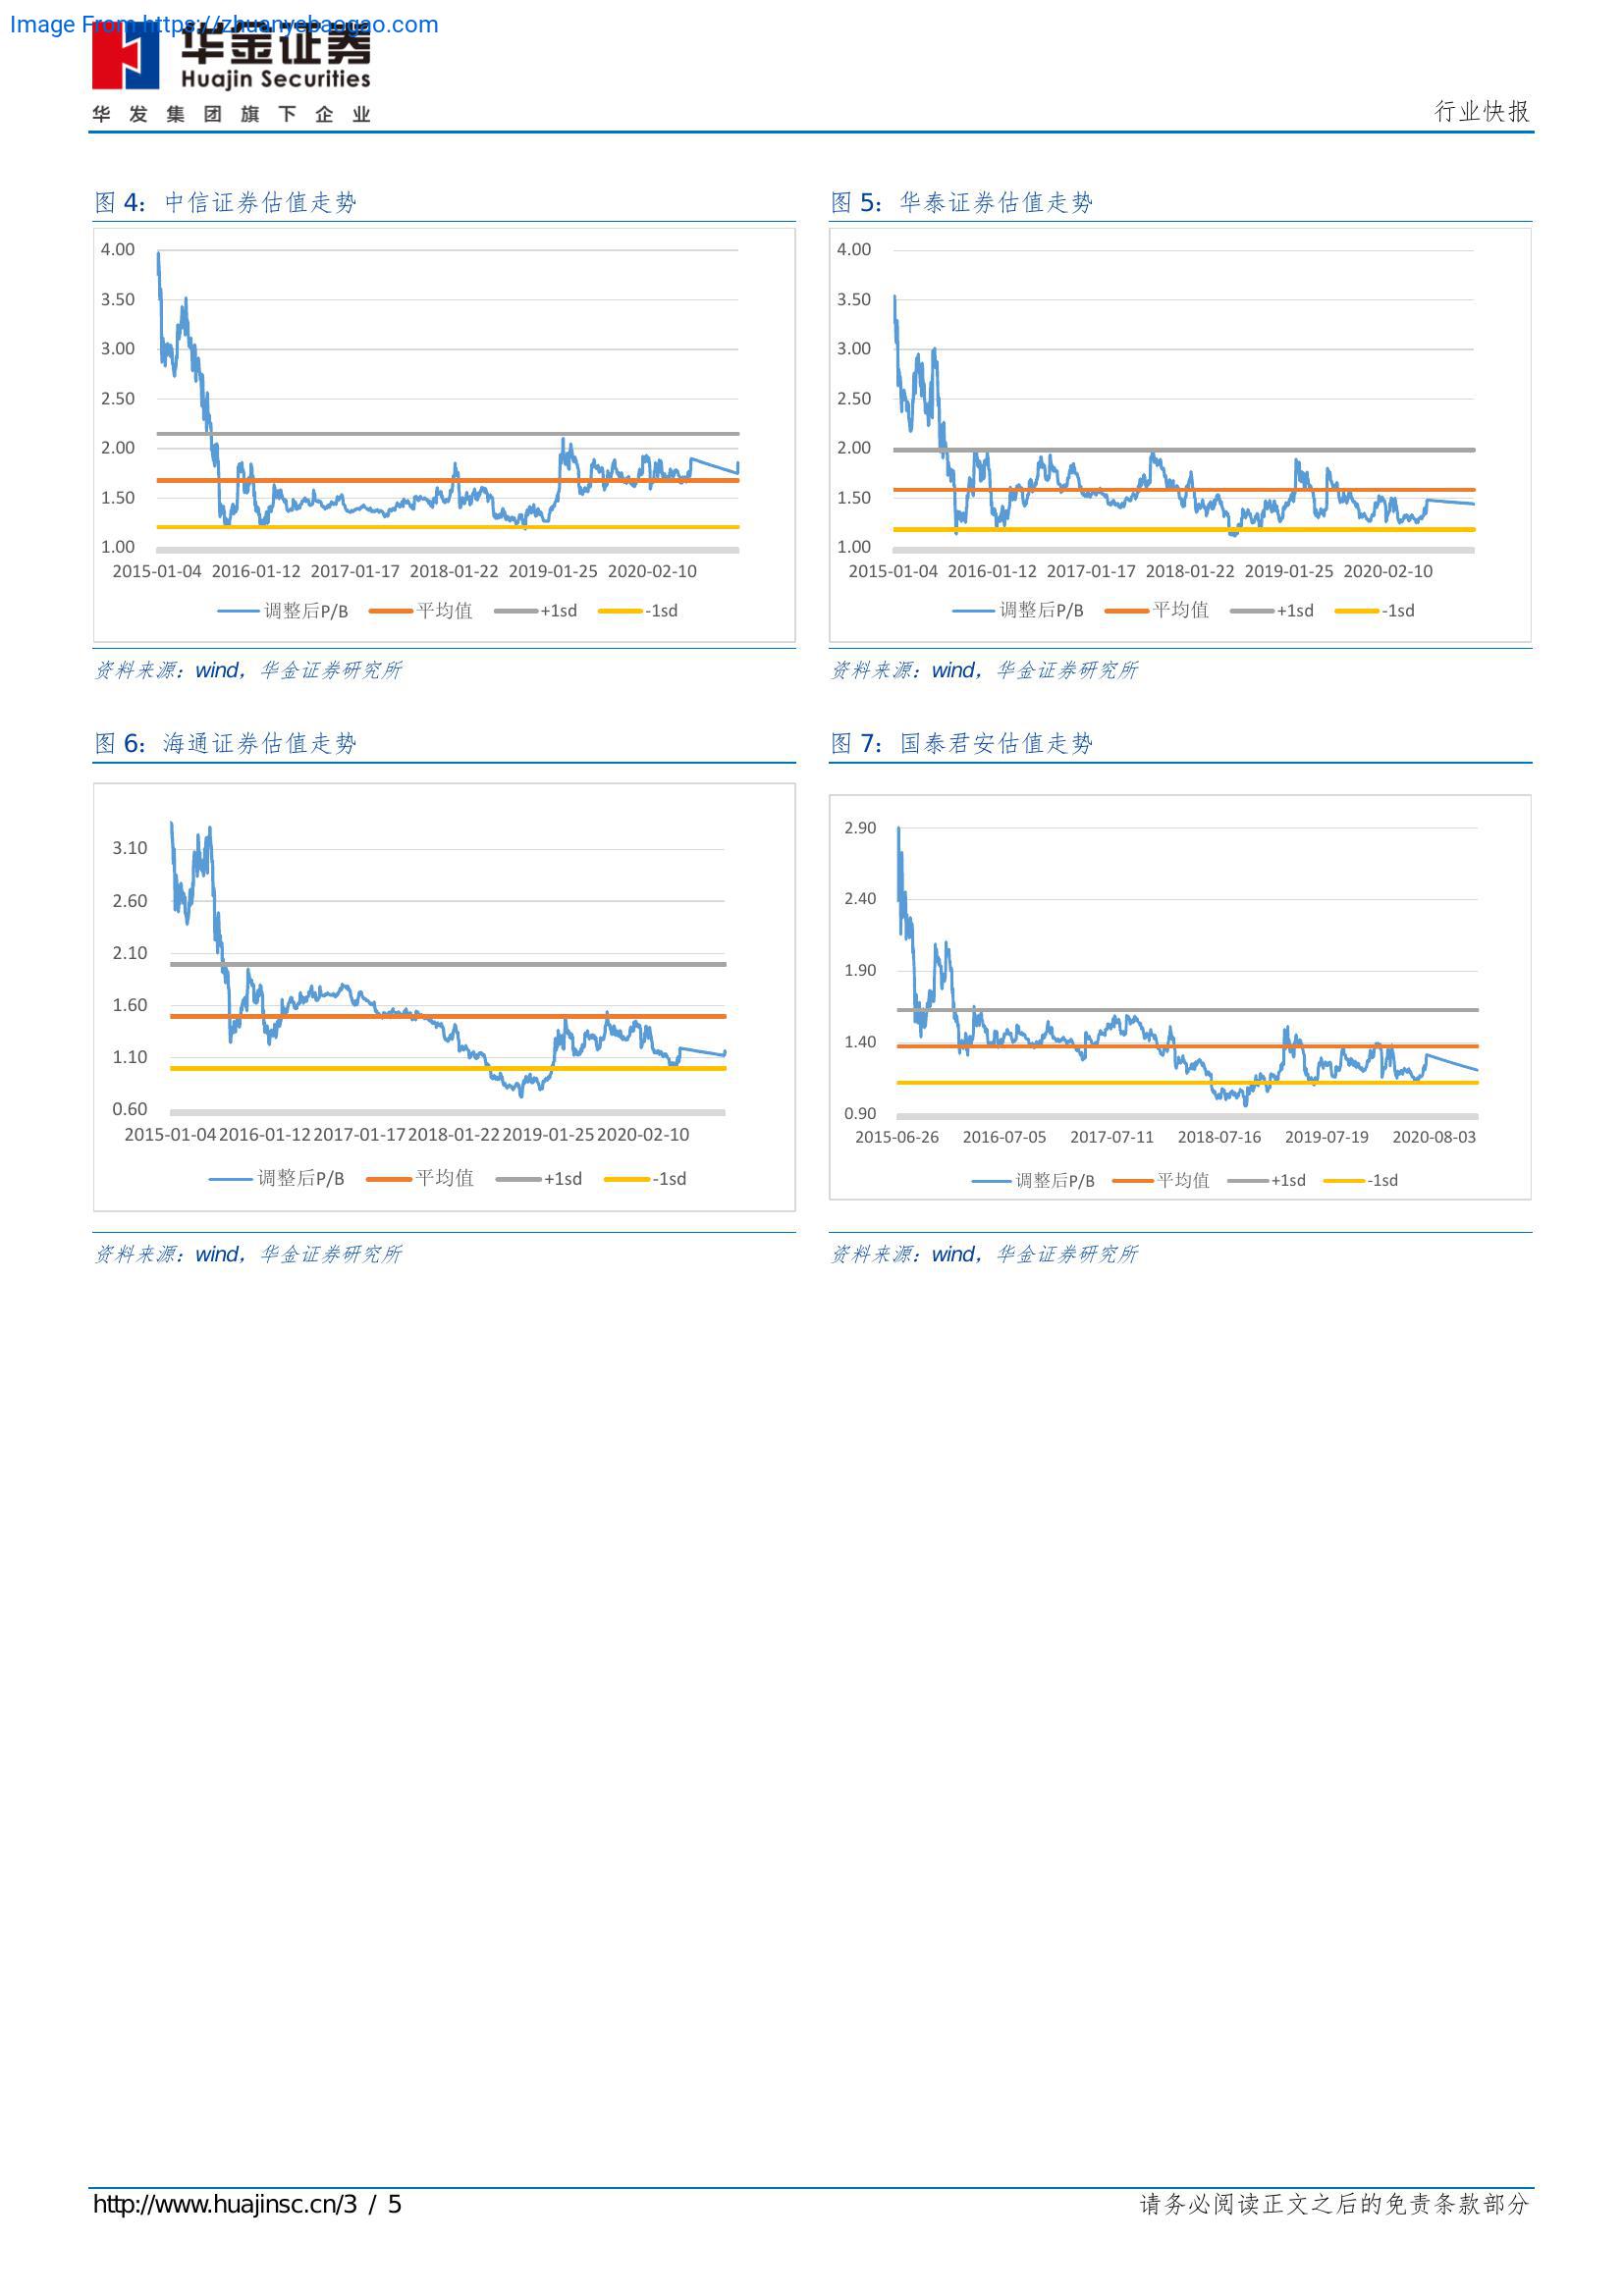 Image From https://zhuanyebaogao.com
华金证券
Huajin Securities
华发集团旗下企业
行业快报
图 4：中信证券估值走势
4.00
3.50
3.00
2.50
2.00
1.50
1.00
2015-01-04 2016-01-12 2017-01-17 2018-01-22 2019-01-25 2020-02-10
调整后P/B 平均值 +1sd -1sd
资料来源：wind，华金证券研究所
图 5：华泰证券估值走势
4.00
3.50
3.00
2.50
2.00
1.50
1.00
2015-01-04 2016-01-12 2017-01-17 2018-01-22 2019-01-25 2020-02-10
调整后P/B 平均值 +1sd -1sd
资料来源：wind，华金证券研究所
图 6：海通证券估值走势
3.10
2.60
2.10
1.60
1.10
0.60
2015-01-04 2016-01-12 2017-01-17 2018-01-22 2019-01-25 2020-02-10
调整后P/B 平均值 +1sd -1sd
资料来源：wind，华金证券研究所
图 7：国泰君安估值走势
2.90
2.40
1.90
1.40
0.90
2015-06-26 2016-07-05 2017-07-11 2018-07-16 2019-07-19 2020-08-03
调整后P/B 平均值 +1sd -1sd
资料来源：wind，华金证券研究所
http://www.huajinsc.cn/3 / 5
请务必阅读正文之后的免责条款部分